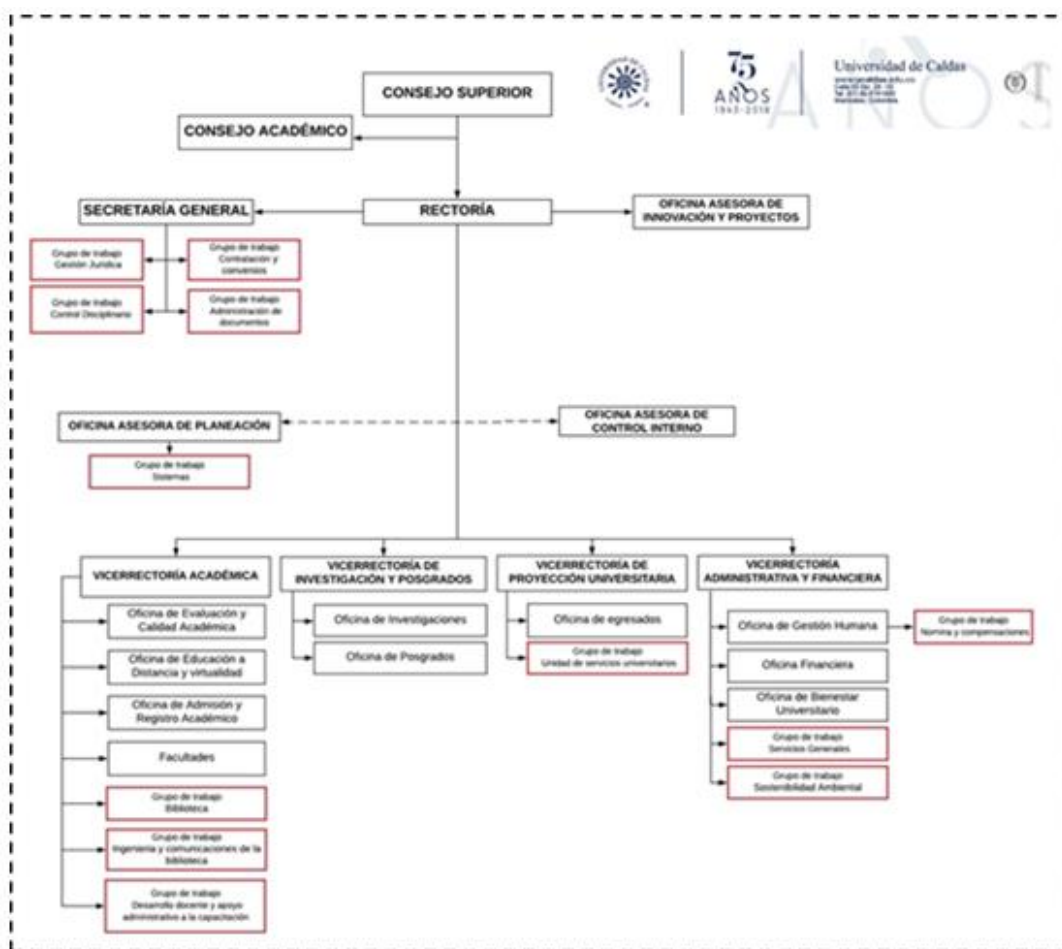 CONSEJO SUPERIOR
75
AÑOS
1943-2018
Universidad de Caldas
AÑOS
CONSEJO ACADÉMICO
SECRETARÍA GENERAL
RECTORÍA
OFICINA ASESORA DE
INNOVACIÓN Y PROYECTOS
Grupo de trabajo
Gestión Jurídica
Grupo de trabajo
Contratación y
convenios
Grupo de trabajo
Control Disciplinario
Grupo de trabajo
Administración de
documentos
OFICINA ASESORA DE PLANEACIÓN
OFICINA ASESORA DE
CONTROL INTERNO
Grupo de trabajo
Sistemas
VICERRECTORÍA ACADÉMICA
VICERRECTORÍA DE
INVESTIGACIÓN Y POSGRADOS
VICERRECTORÍA DE
PROYECCIÓN UNIVERSITARIA
VICERRECTORÍA
ADMINISTRATIVA Y FINANCIERA
Oficina de Evaluación y
Calidad Académica
Oficina de Educación a
Distancia y virtualidad
Oficina de Admisión y
Registro Académico
Facultades
Grupo de trabajo
Biblioteca
Grupo de trabajo
Ingeniería y comunicaciones de la
biblioteca
Grupo de trabajo
Desarrollo docente y apoyo
administrativo a la capacitación
Oficina de Investigaciones
Oficina de Posgrados
Oficina de egresados
Grupo de trabajo
Unidad de servicios universitarios
Oficina de Gestión Humana
Grupo de trabajo
Nómina y compensaciones
Oficina Financiera
Oficina de Bienestar
Universitario
Grupo de trabajo
Servicios Generales
Grupo de trabajo
Sostenibilidad Ambiental